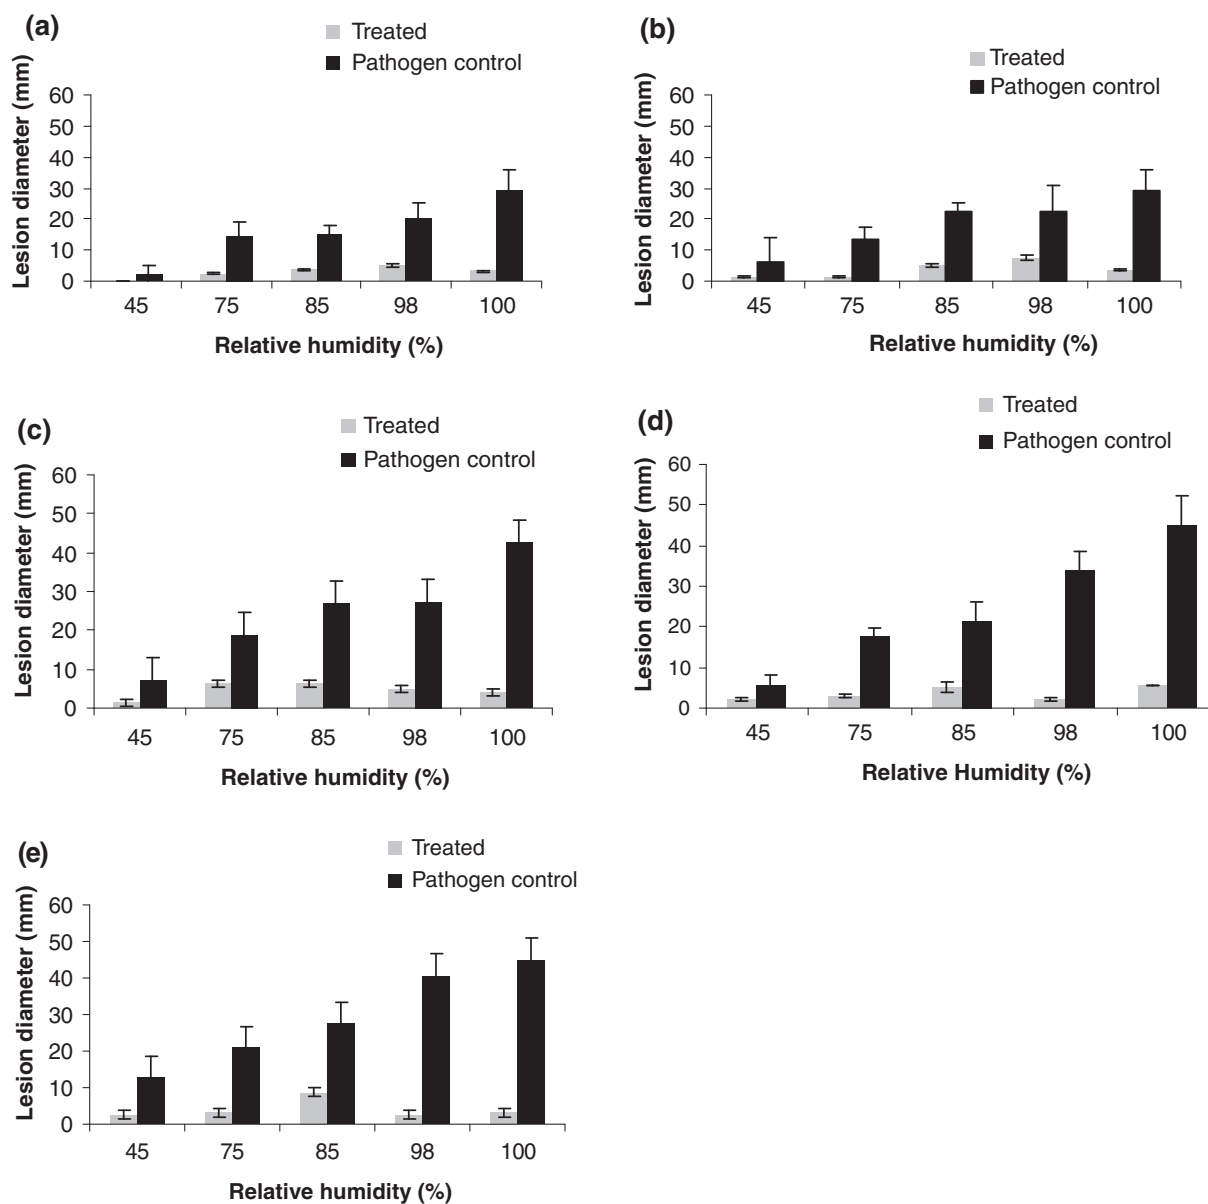 (a)
Treated
Pathogen control
Lesion diameter (mm)
60
50
40
30
20
10
0
45 75 85 98 100
Relative humidity (%)
(b)
Treated
Pathogen control
Lesion diameter (mm)
60
50
40
30
20
10
0
45 75 85 98 100
Relative humidity (%)
(c)
Treated
Pathogen control
Lesion diameter (mm)
60
50
40
30
20
10
0
45 75 85 98 100
Relative humidity (%)
(d)
Treated
Pathogen control
Lesion diameter (mm)
60
50
40
30
20
10
0
45 75 85 98 100
Relative Humidity (%)
(e)
Treated
Pathogen control
Lesion diameter (mm)
60
50
40
30
20
10
0
45 75 85 98 100
Relative humidity (%)